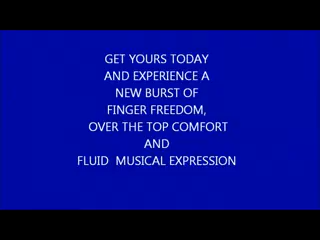 GET YOURS TODAY
AND EXPERIENCE A
NEW BURST OF
FINGER FREEDOM,
OVER THE TOP COMFORT
AND
FLUID  MUSICAL EXPRESSION